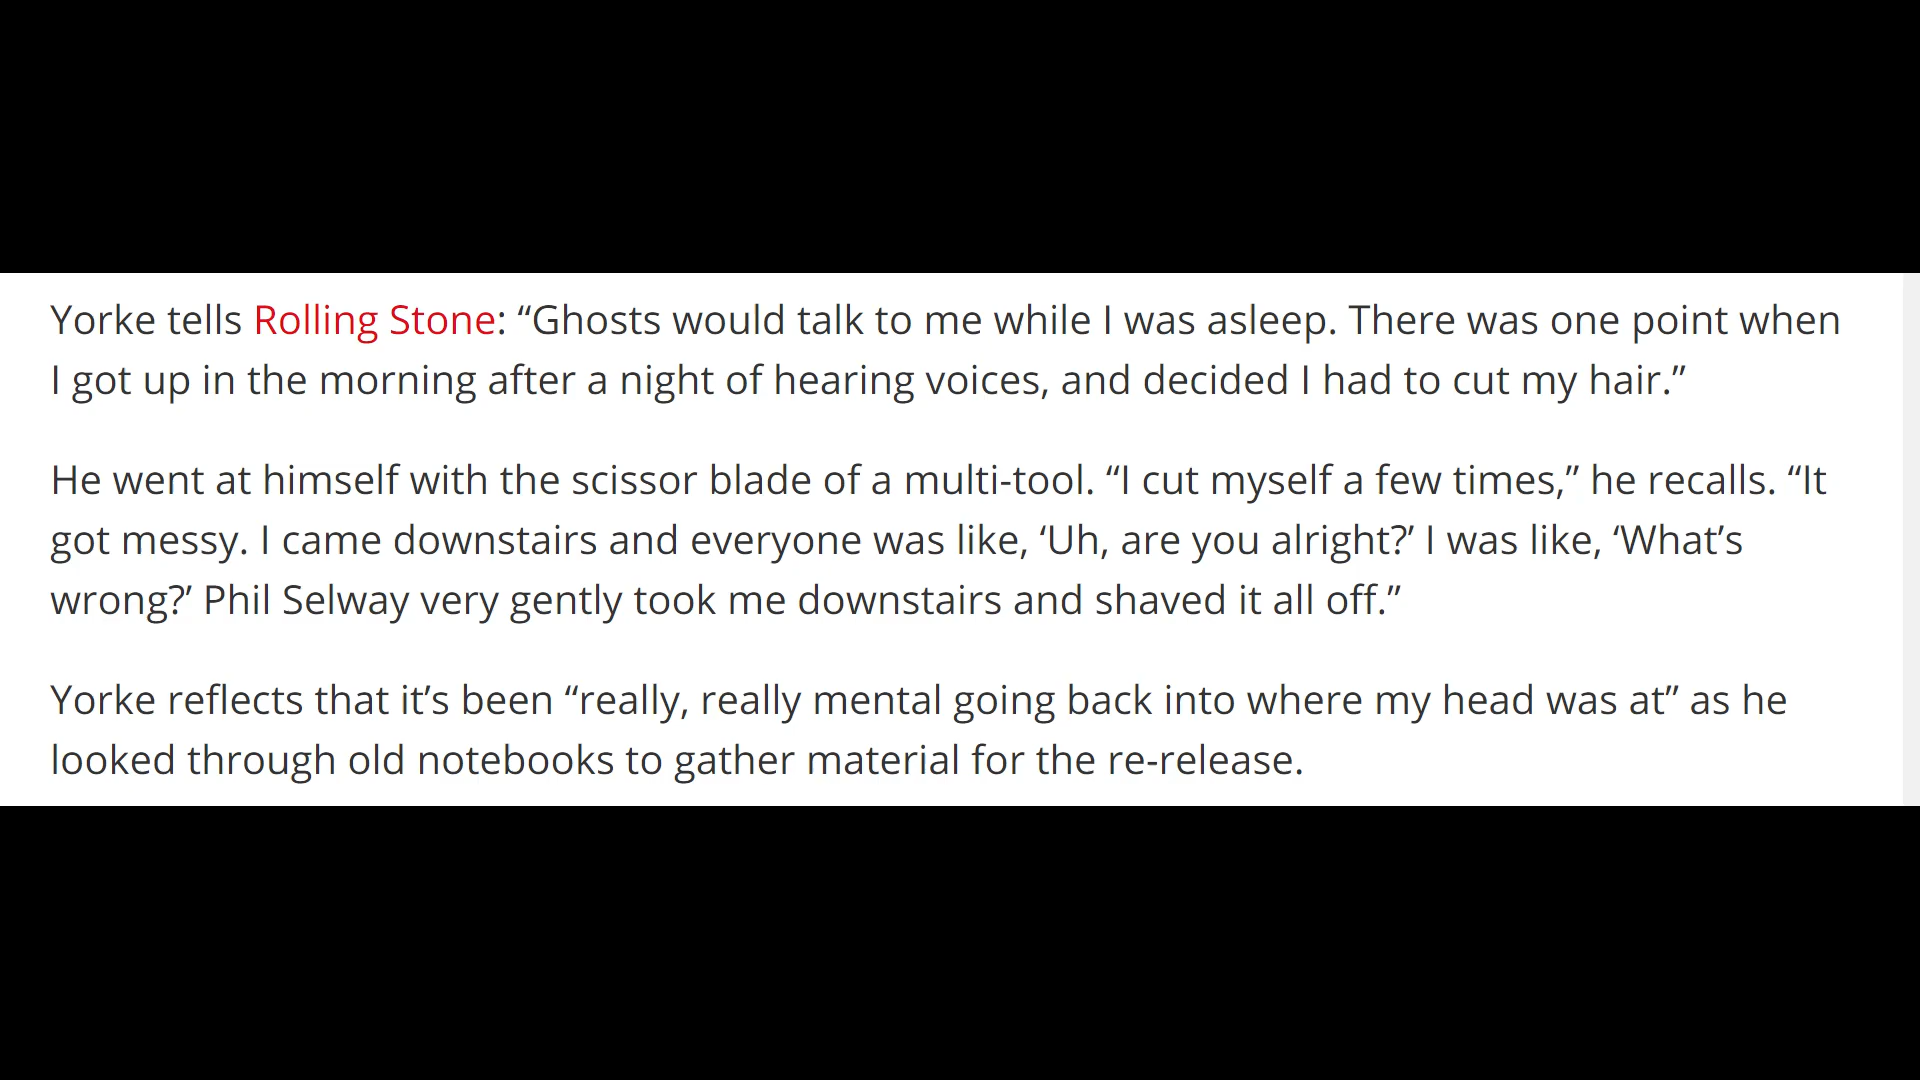 Yorke tells Rolling Stone: “Ghosts would talk to me while I was asleep. There was one point when
I got up in the morning after a night of hearing voices, and decided I had to cut my hair.”
He went at himself with the scissor blade of a multi-tool. “I cut myself a few times,” he recalls. “It
got messy. I came downstairs and everyone was like, ‘Uh, are you alright?’ I was like, ‘What’s
wrong?’ Phil Selway very gently took me downstairs and shaved it all off.”
Yorke reflects that it’s been “really, really mental going back into where my head was at” as he
looked through old notebooks to gather material for the re-release.